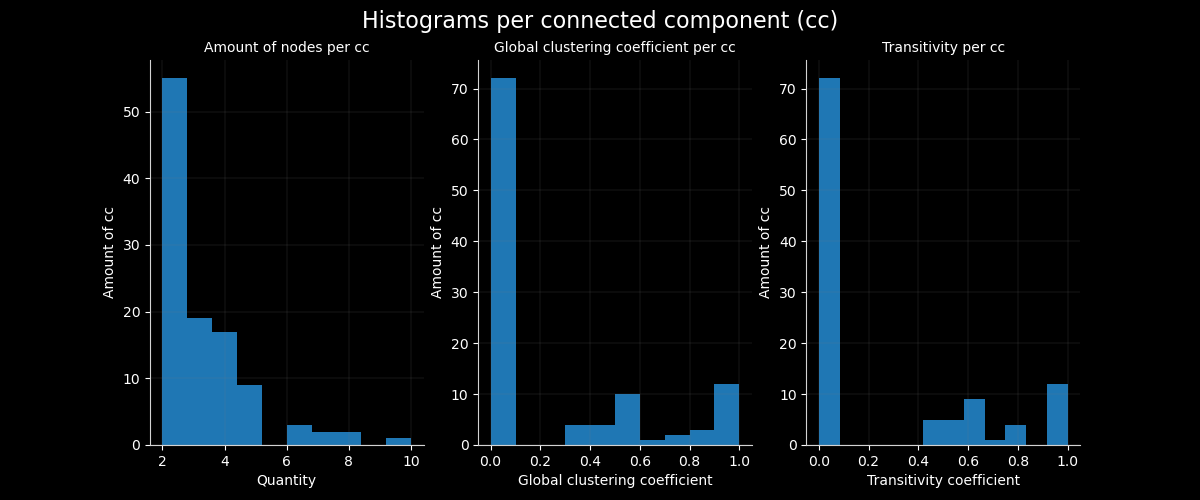 Histograms per connected component (cc)
Amount of nodes per cc
Global clustering coefficient per cc
Transitivity per cc
Amount of cc
50
40
30
20
10
0
2 4 6 8 10
Quantity
Amount of cc
70
60
50
40
30
20
10
0
0.0 0.2 0.4 0.6 0.8 1.0
Global clustering coefficient
Amount of cc
70
60
50
40
30
20
10
0
0.0 0.2 0.4 0.6 0.8 1.0
Transitivity coefficient